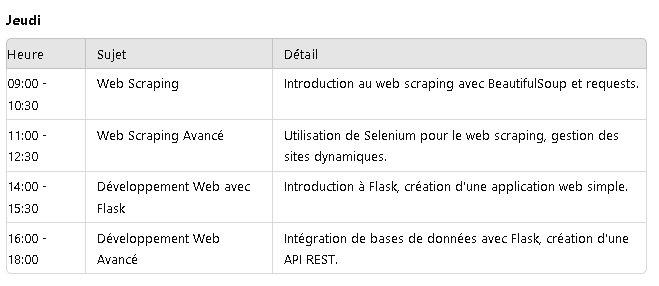 Jeudi
Heure Sujet Détail
09:00 - Web Scraping Introduction au web scraping avec BeautifulSoup et requests.
10:30
11:00 - Web Scraping Avancé Utilisation de Selenium pour le web scraping, gestion des
12:30 sites dynamiques.
14:00 - Développement Web avec Introduction à Flask, création d'une application web simple.
15:30 Flask
16:00 - Développement Web Intégration de bases de données avec Flask, création d'une
18:00 Avancé API REST.